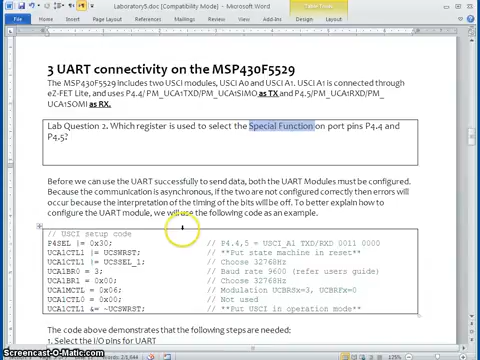 Laboratory5.doc [Compatibility Mode] - Microsoft Word
Table Tools
File Home Insert Page Layout References Mailings Review View Add-Ins Design Layout
3 UART connectivity on the MSP430F5529
The MSP430F5529 includes two USCI modules, USCI A0 and USCI A1. USCI A1 is connected through
eZ-FET Lite, and uses P4.4/ PM_UCA1TXD/PM_UCA1SIMO as TX and P4.5/PM_UCA1RXD/PM_
UCA1SOMI as RX.
Lab Question 2. Which register is used to select the Special Function on port pins P4.4 and
P4.5?
Before we can use the UART successfully to send data, both the UART Modules must be configured.
Because the communication is asynchronous, if the two are not configured correctly then errors will
occur because the interpretation of the timing of the bits will be off. To better explain how to
configure the UART module, we will use the following code as an example.
// USCI setup code
P4SEL |= 0x30; // P4.4,5 = USCI_A1 TXD/RXD 0011 0000
UCA1CTL1 |= UCSWRST; // **Put state machine in reset**
UCA1CTL1 |= UCSSEL_1; // Choose 32768Hz
UCA1BR0 = 3; // Baud rate 9600 (refer users guide)
UCA1BR1 = 0x00; // Choose 32768Hz
UCA1MCTL = 0x06; // Modulation UCBRSx=3, UCBRFx=0
UCA1CTL0 = 0x00; // Not used
UCA1CTL1 &= ~UCSWRST; // **Put USCI in operation mode**
The code above demonstrates that the following steps are needed:
1. Select the I/O pins for UART
Screencast-O-Matic.com
125%